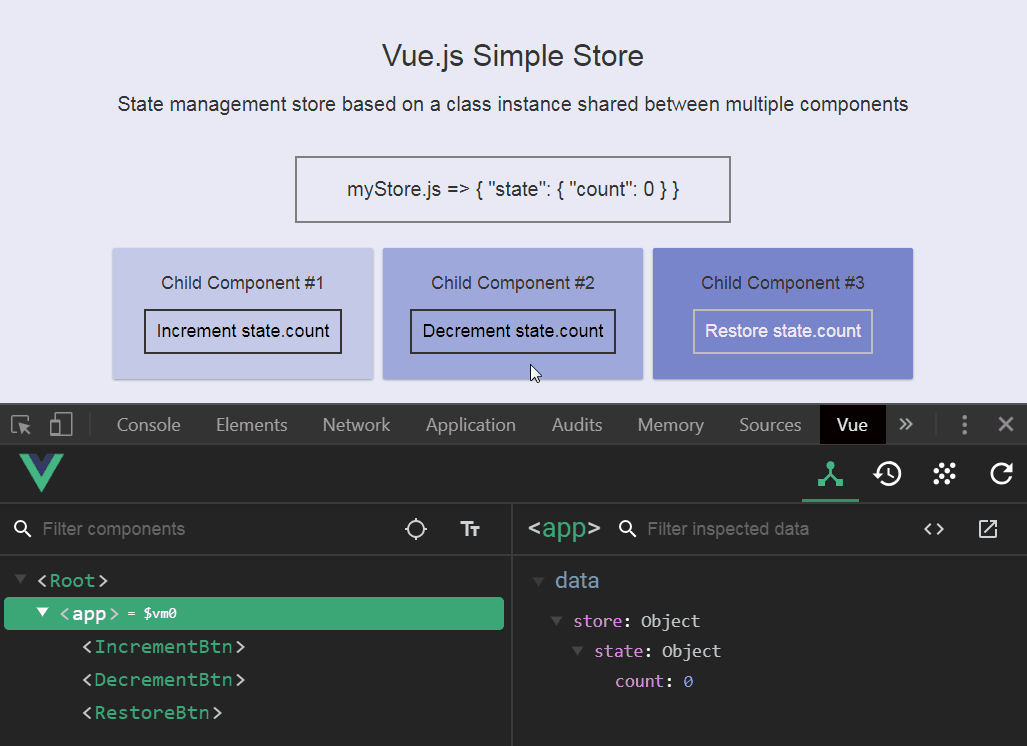 Vue.js Simple Store
State management store based on a class instance shared between multiple components
myStore.js => { "state": { "count": 0 } }
Child Component #1
Increment state.count
Child Component #2
Decrement state.count
Child Component #3
Restore state.count
Console Elements Network Application Audits Memory Sources Vue »
Filter components Tт
<app> Filter inspected data <>
<Root>
<app> = $vm0
<IncrementBtn>
<DecrementBtn>
<RestoreBtn>
data
store: Object
state: Object
count: 0